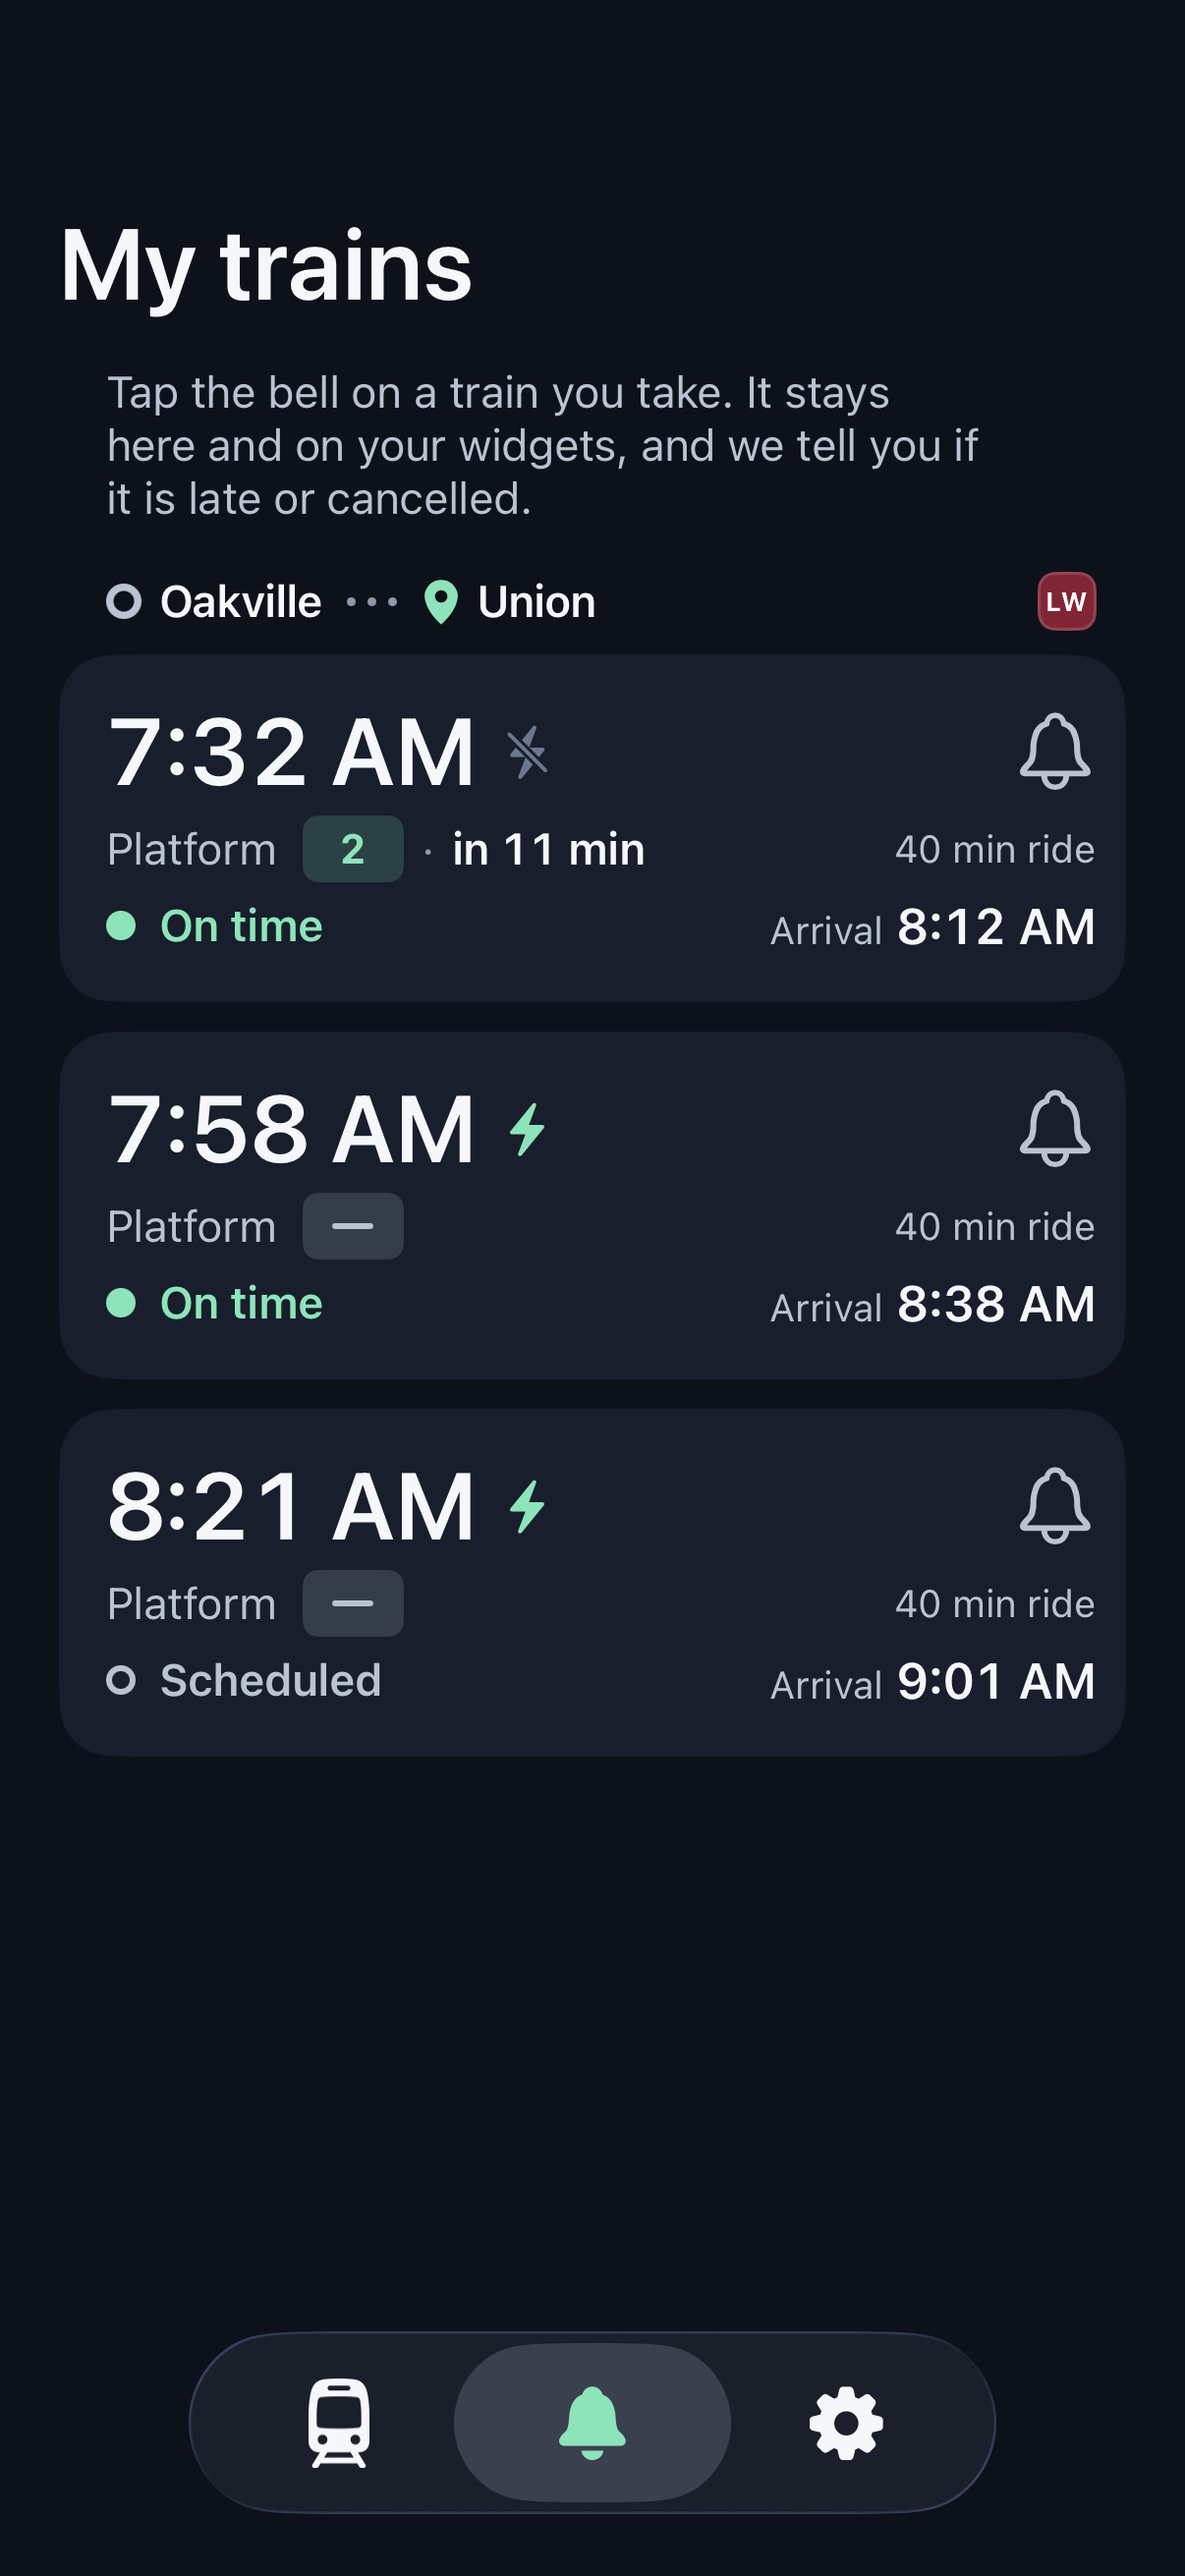 My trains
Tap the bell on a train you take. It stays
here and on your widgets, and we tell you if
it is late or cancelled.
Oakville ••• Union LW
7:32 AM
Platform 2 · in 11 min 40 min ride
On time Arrival 8:12 AM
7:58 AM
Platform — 40 min ride
On time Arrival 8:38 AM
8:21 AM
Platform — 40 min ride
Scheduled Arrival 9:01 AM